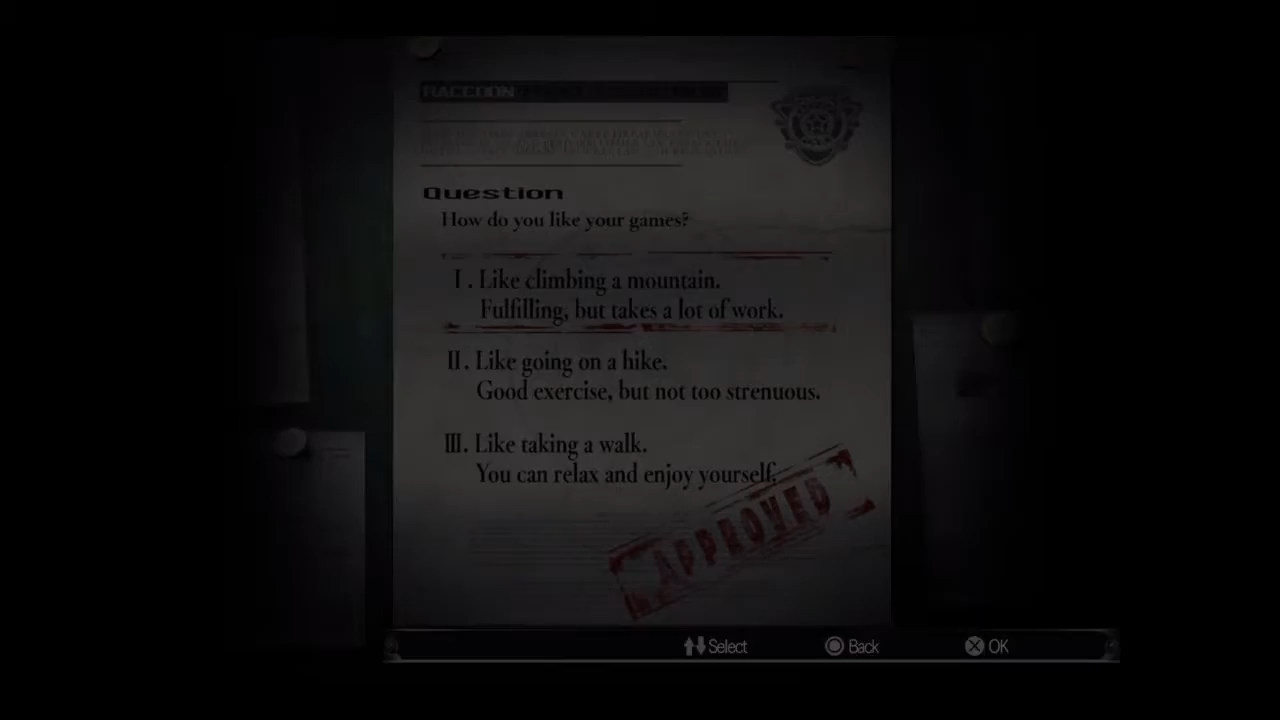 RACCOON
Question
How do you like your games?
I. Like climbing a mountain.
Fulfilling, but takes a lot of work.
II. Like going on a hike.
Good exercise, but not too strenuous.
III. Like taking a walk.
You can relax and enjoy yourself.
APPROVED
Select Back OK